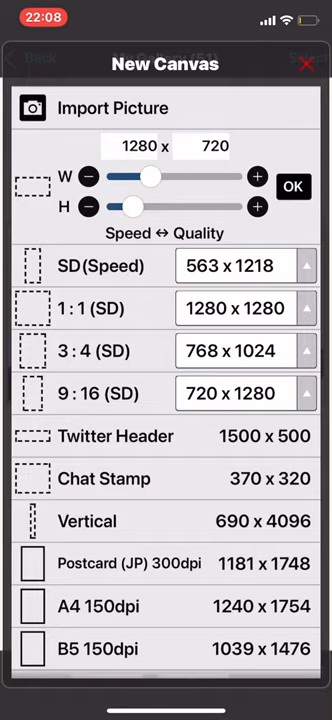 22:08
Back
New Canvas
Import Picture
1280 x 720
W
H
OK
Speed ↔ Quality
SD(Speed) 563 x 1218
1 : 1 (SD) 1280 x 1280
3 : 4 (SD) 768 x 1024
9 : 16 (SD) 720 x 1280
Twitter Header 1500 x 500
Chat Stamp 370 x 320
Vertical 690 x 4096
Postcard (JP) 300dpi 1181 x 1748
A4 150dpi 1240 x 1754
B5 150dpi 1039 x 1476